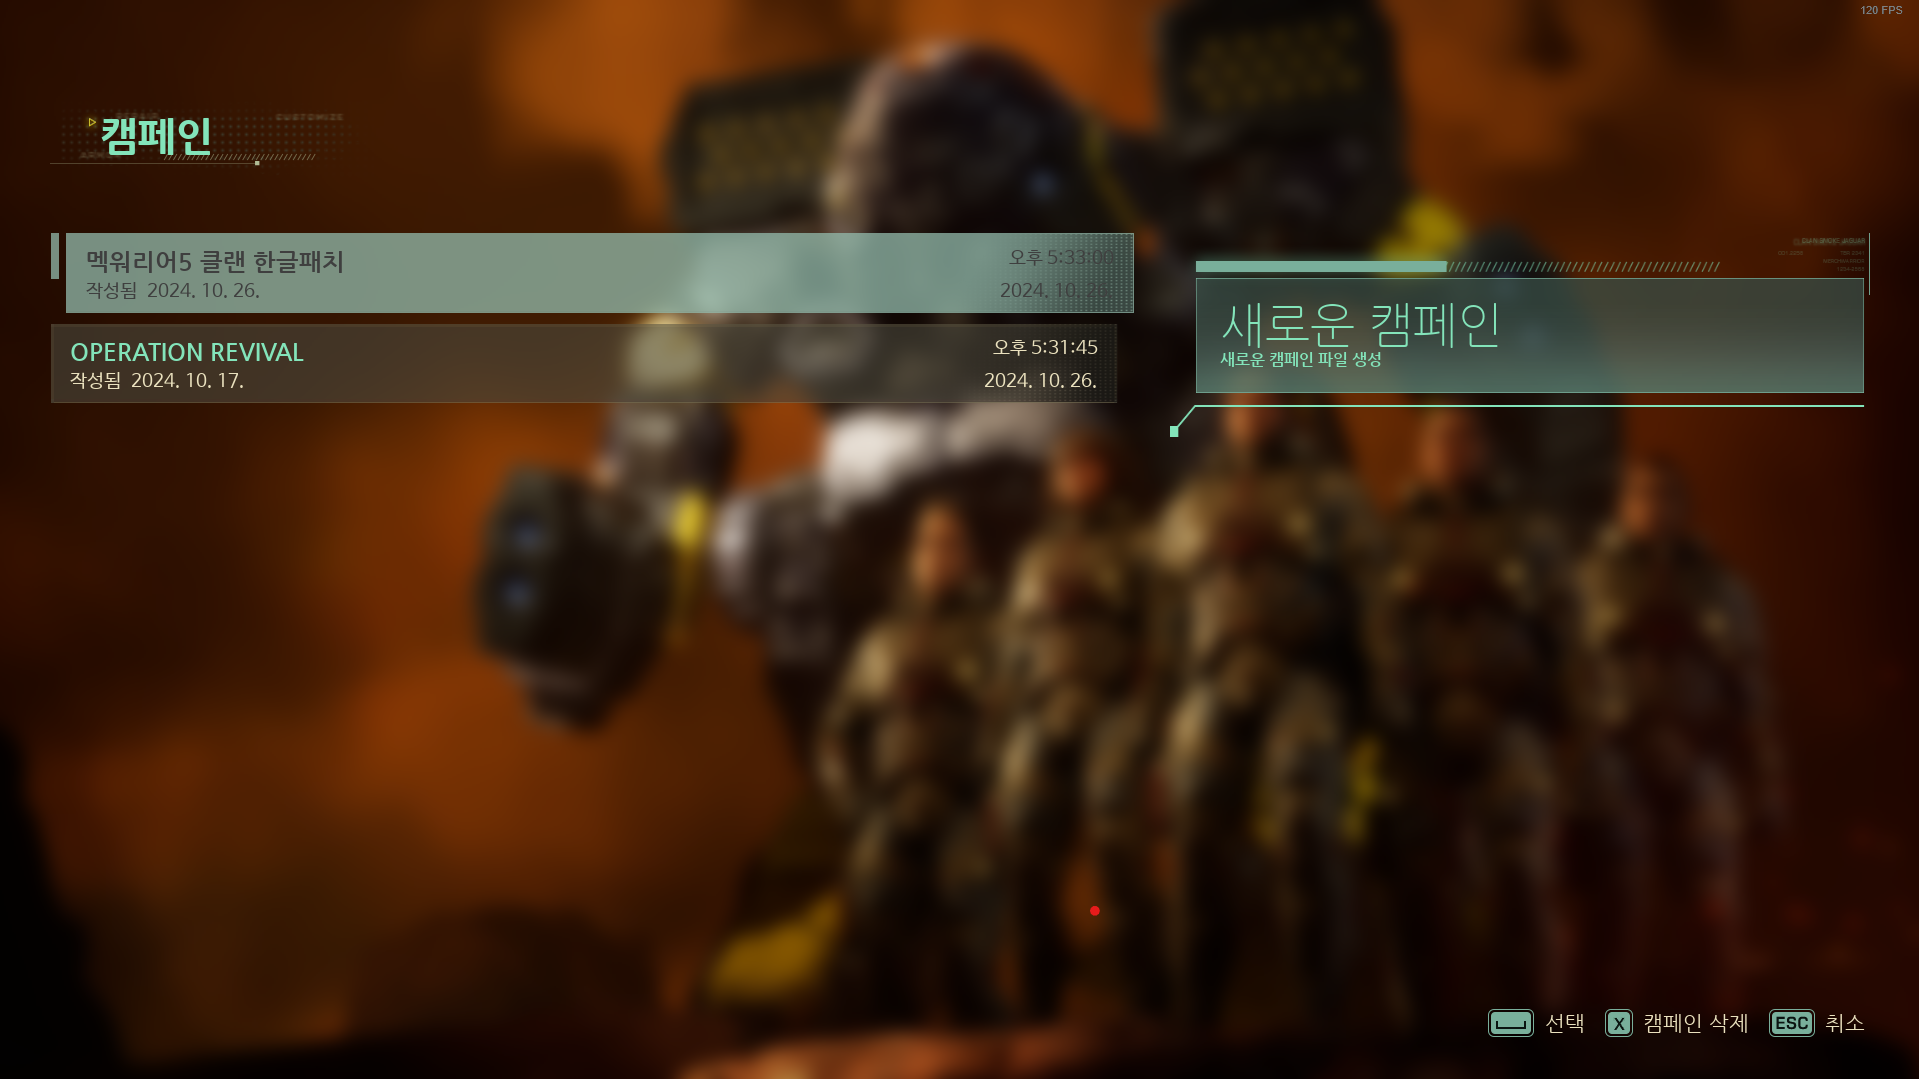 120 FPS
캠페인
CUSTOMIZE
멕워리어5 클랜 한글패치
오후 5:33:00
작성됨 2024. 10. 26.
2024. 10. 26.
OPERATION REVIVAL
오후 5:31:45
작성됨 2024. 10. 17.
2024. 10. 26.
새로운 캠페인
새로운 캠페인 파일 생성
선택
X 캠페인 삭제
ESC 취소